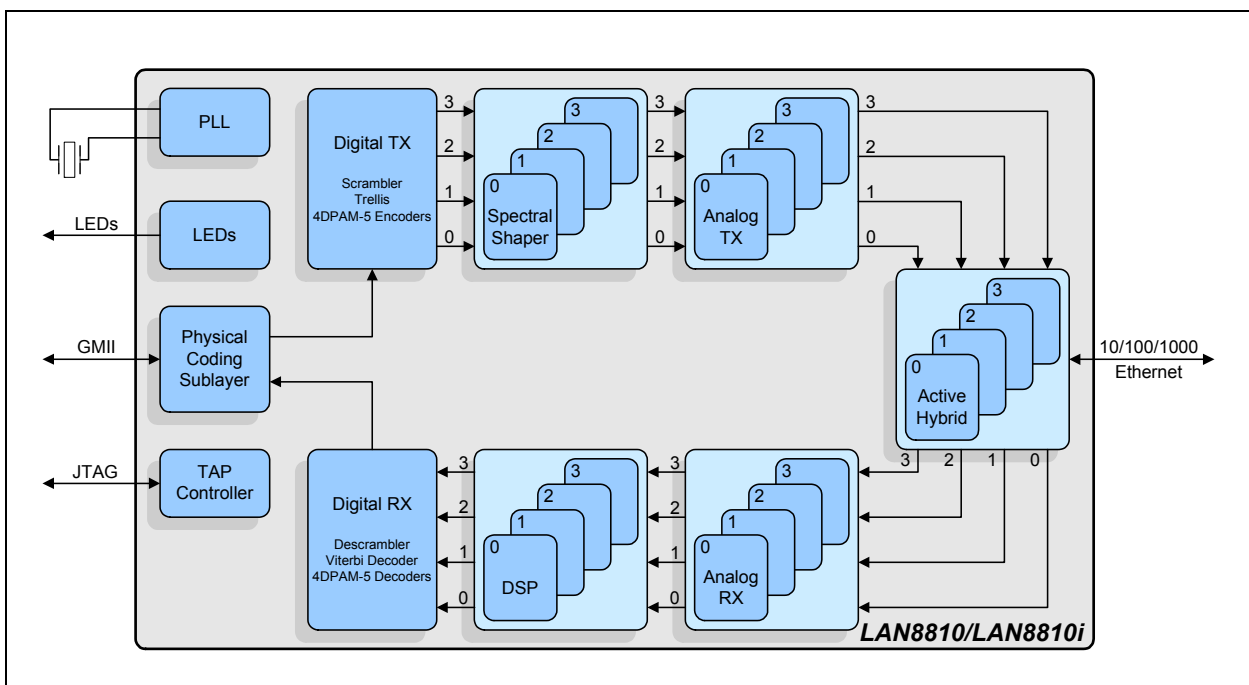 PLL
LEDs
LEDs
GMII
Physical
Coding
Sublayer
JTAG
TAP
Controller
Digital TX
Scrambler
Trellis
4DPAM-5 Encoders
3
2
1
0
3
2
1
0
Spectral
Shaper
3
2
1
0
3
2
1
0
Analog
TX
3
2
1
0
3
2
1
0
Active
Hybrid
10/100/1000
Ethernet
3
2
1
0
Digital RX
Descrambler
Viterbi Decoder
4DPAM-5 Decoders
3
2
1
0
3
2
1
0
DSP
3
2
1
0
3
2
1
0
Analog
RX
LAN8810/LAN8810i